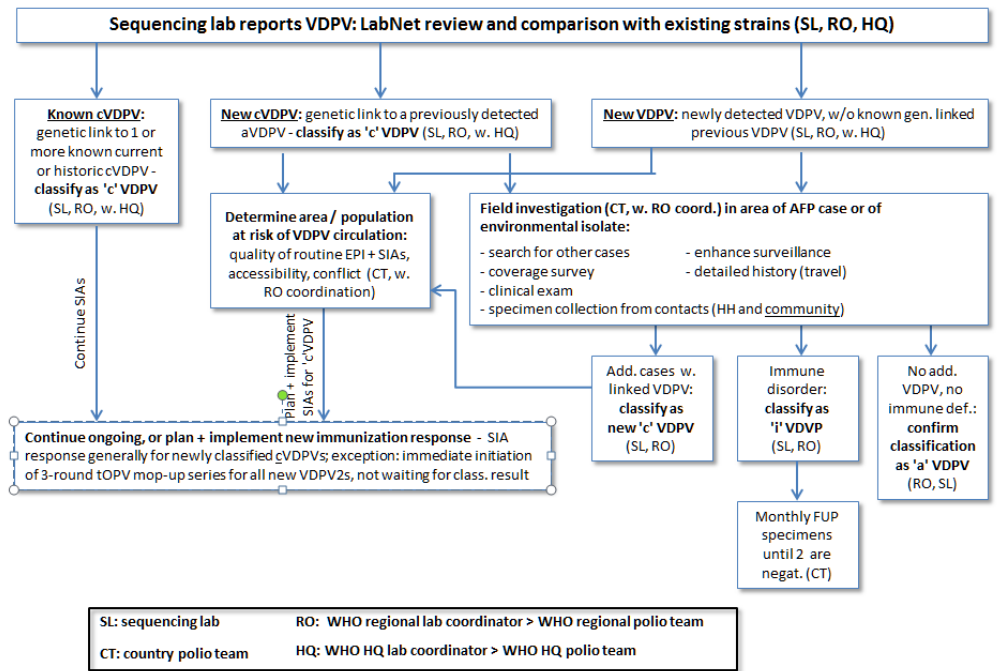 Sequencing lab reports VDPV: LabNet review and comparison with existing strains (SL, RO, HQ)
Known cVDPV:
genetic link to 1 or
more known current
or historic cVDPV -
classify as 'c' VDPV
(SL, RO, w. HQ)
New cVDPV: genetic link to a previously detected
aVDPV - classify as 'c' VDPV (SL, RO, w. HQ)
New VDPV: newly detected VDPV, w/o known gen. linked
previous VDPV (SL, RO, w. HQ)
Determine area / population
at risk of VDPV circulation:
quality of routine EPI + SIAs,
accessibility, conflict (CT, w.
RO coordination)
Field investigation (CT, w. RO coord.) in area of AFP case or of
environmental isolate:
- search for other cases
- coverage survey
- clinical exam
- specimen collection from contacts (HH and community)
- enhance surveillance
- detailed history (travel)
Continue SIAs
Plan + implement
SIAs for 'c'VDPV
Add. cases w.
linked VDPV:
classify as
new 'c' VDPV
(SL, RO)
Immune
disorder:
classify as
'i' VDVP
(SL, RO)
No add.
VDPV, no
immune def.:
confirm
classification
as 'a' VDPV
(RO, SL)
Continue ongoing, or plan + implement new immunization response - SIA
response generally for newly classified cVDPVs; exception: immediate initiation
of 3-round tOPV mop-up series for all new VDPV2s, not waiting for class. result
Monthly FUP
specimens
until 2 are
negat. (CT)
SL: sequencing lab
RO: WHO regional lab coordinator > WHO regional polio team
CT: country polio team
HQ: WHO HQ lab coordinator > WHO HQ polio team